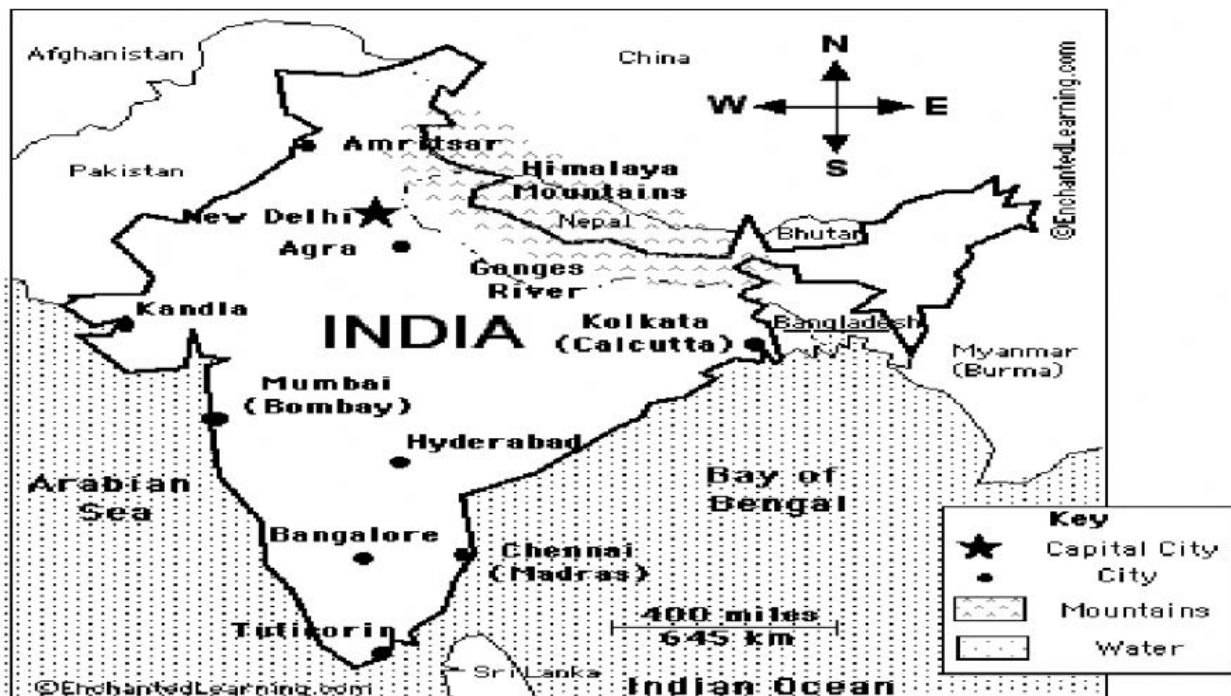 Afghanistan
China
N
W E
S
©EnchantedLearning.com
Pakistan
Amritsar
Himalaya
Mountains
New Delhi
Nepal
Bhutan
Agra
Ganges
River
Kandla
INDIA
Kolkata
(Calcutta)
Bangladesh
Myanmar
(Burma)
Mumbai
(Bombay)
Hyderabad
Arabian
Sea
Bay of
Bengal
Bangalore
Chennai
(Madras)
Key
Capital City
City
Mountains
Water
400 miles
645 km
Tuticorin
Sri Lanka
Indian Ocean
©EnchantedLearning.com